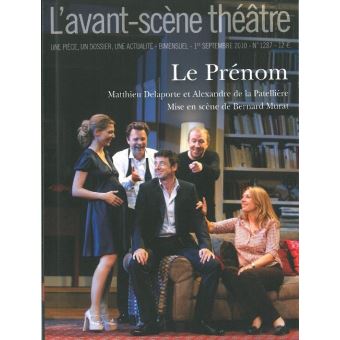 L'avant-scène théâtre
UNE PIÈCE, UN DOSSIER, UNE ACTUALITÉ - BIMENSUEL - 1ER SEPTEMBRE 2010 - N° 1287 - 12 €
Le Prénom
Matthieu Delaporte et Alexandre de la Patellière
Mise en scène de Bernard Murat